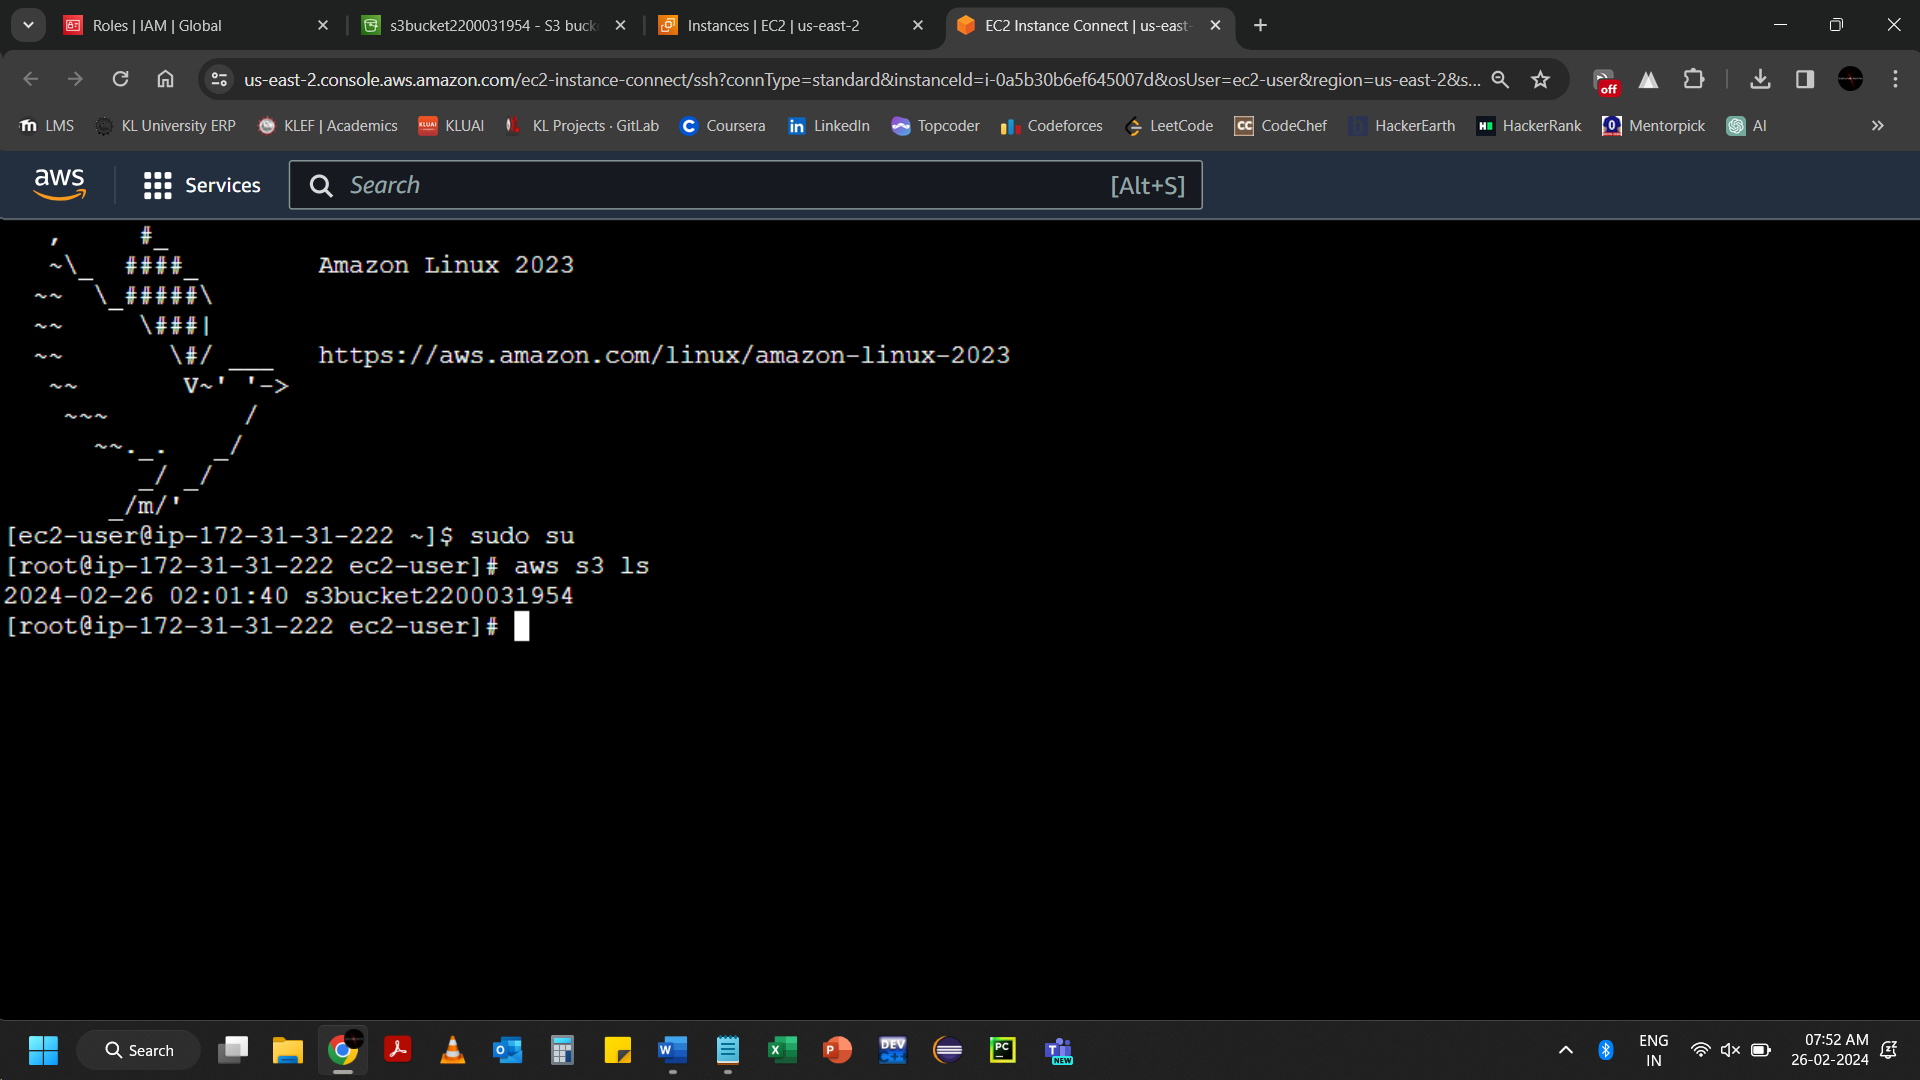 Roles | IAM | Global
s3bucket2200031954 - S3 buck
Instances | EC2 | us-east-2
EC2 Instance Connect | us-east-
us-east-2.console.aws.amazon.com/ec2-instance-connect/ssh?connType=standard&instanceId=i-0a5b30b6ef645007d&osUser=ec2-user&region=us-east-2&s...
off
LMS
KL University ERP
KLEF | Academics
KLUAI
KL Projects · GitLab
Coursera
LinkedIn
Topcoder
Codeforces
LeetCode
CodeChef
HackerEarth
HackerRank
Mentorpick
AI
aws
Services
Search
[Alt+S]
   ,     #_
   ~\_  ####_        Amazon Linux 2023
  ~~  \_#####\
  ~~     \###|
  ~~       \#/ ___   https://aws.amazon.com/linux/amazon-linux-2023
   ~~       V~' '->
    ~~~         /
      ~~._.   _/
         _/ _/
       _/m/'
[ec2-user@ip-172-31-31-222 ~]$ sudo su
[root@ip-172-31-31-222 ec2-user]# aws s3 ls
2024-02-26 02:01:40 s3bucket2200031954
[root@ip-172-31-31-222 ec2-user]#
Search
DEV
PC
NEW
ENG
IN
07:52 AM
26-02-2024